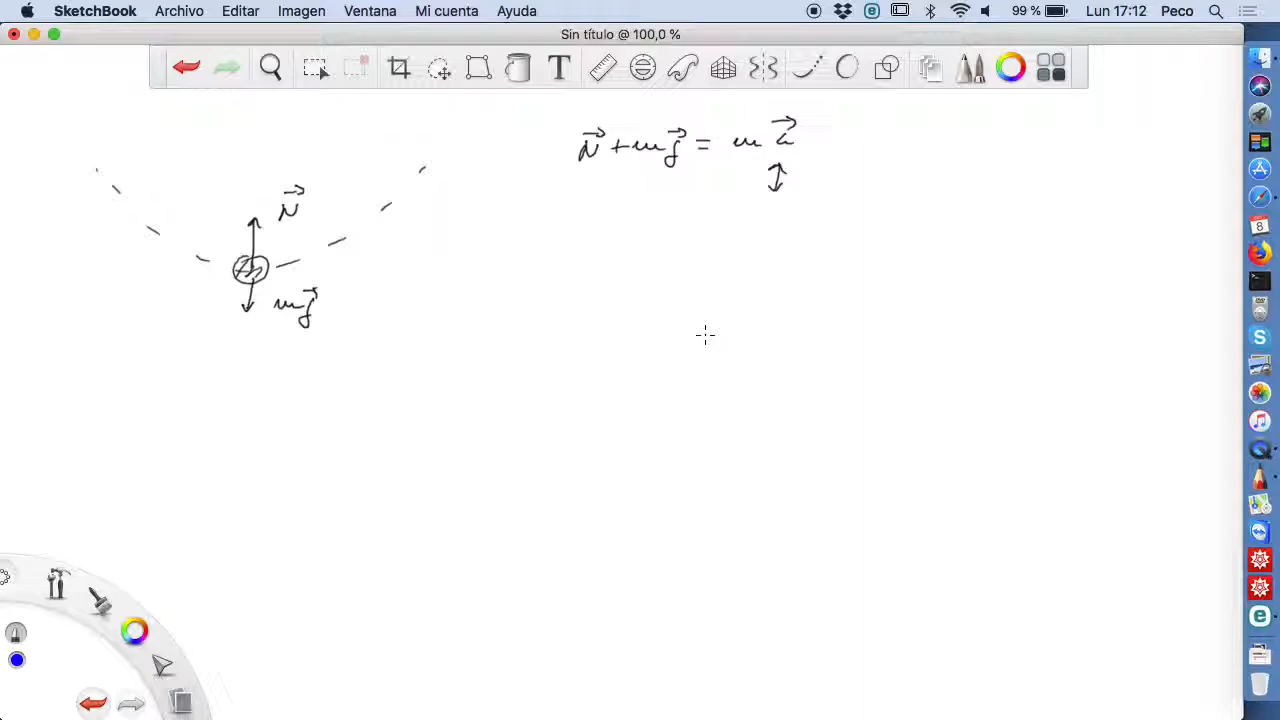 SketchBook Archivo Editar Imagen Ventana Mi cuenta Ayuda 99 % Lun 17:12 Peco
Sin título @ 100,0 %
T
N⃗ + mg⃗ = m a⃗
N⃗
mg⃗
8